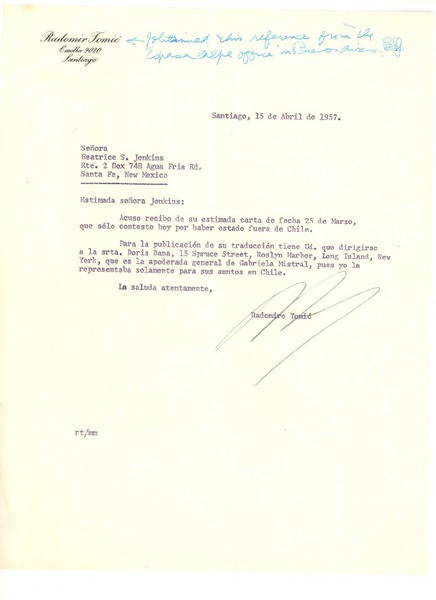 Radomir Tomić ← I obtained this reference from the
Casilla 9020 Espasa Calpe office in Buenos Aires.
Santiago
Santiago, 15 de Abril de 1957.
Señora
Beatrice S. Jenkins
Rte. 2 Box 74B Agua Fria Rd.
Santa Fe, New Mexico
Estimada señora Jenkins:
Acuso recibo de su estimada carta de fecha 25 de Marzo,
que sólo contesto hoy por haber estado fuera de Chile.
Para la publicación de su traducción tiene Ud. que dirigirse
a la srta. Doris Dana, 15 Spruce Street, Roslyn Harbor, Long Island, New
York, que es la apoderada general de Gabriela Mistral, pues yo la
representaba solamente para sus asntos en Chile.
La saluda atentamente,
Radomiro Tomić
rt/mm